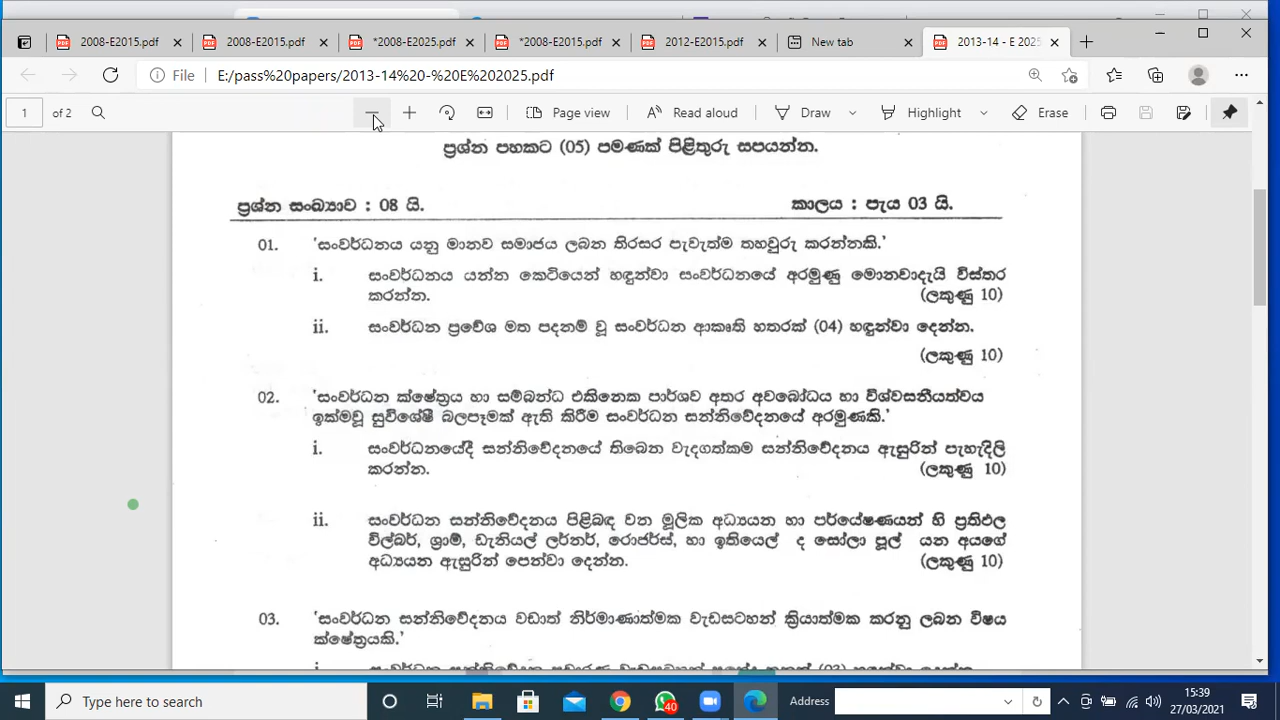 2008-E2015.pdf
2008-E2015.pdf
*2008-E2025.pdf
*2008-E2015.pdf
2012-E2015.pdf
New tab
2013-14 - E 2025
File E:/pass%20papers/2013-14%20-%20E%202025.pdf
1 of 2
Page view
Read aloud
Draw
Highlight
Erase
ප්‍රශ්න පහකට (05) පමණක් පිළිතුරු සපයන්න.
ප්‍රශ්න සංඛ්‍යාව : 08 යි. කාලය : පැය 03 යි.
01. 'සංවර්ධනය යනු මානව සමාජය ලබන තිරසර පැවැත්ම තහවුරු කරන්නකි.'
i. සංවර්ධනය යන්න කෙටියෙන් හඳුන්වා සංවර්ධනයේ අරමුණු මොනවාදැයි විස්තර
කරන්න. (ලකුණු 10)
ii. සංවර්ධන ප්‍රවේශ මත පදනම් වූ සංවර්ධන ආකෘති හතරක් (04) හඳුන්වා දෙන්න.
(ලකුණු 10)
02. 'සංවර්ධන ක්ෂේත්‍රය හා සම්බන්ධ එකිනෙක පාර්ශව අතර අවබෝධය හා විශ්වසනීයත්වය
ඉක්මවූ සුවිශේෂී බලපෑමක් ඇති කිරීම සංවර්ධන සන්නිවේදනයේ අරමුණකි.'
i. සංවර්ධනයේදී සන්නිවේදනයේ තිබෙන වැදගත්කම සන්නිවේදනය ඇසුරින් පැහැදිලි
කරන්න. (ලකුණු 10)
ii. සංවර්ධන සන්නිවේදනය පිළිබඳ වන මූලික අධ්‍යයන හා පර්යේෂණයන් හි ප්‍රතිඵල
විල්බර්, ශ්‍රාම්, ඩැනියල් ලර්නර්, රොජර්ස්, හා ඉතියෙල් ද සෝලා පූල් යන අයගේ
අධ්‍යයන ඇසුරින් පෙන්වා දෙන්න. (ලකුණු 10)
03. 'සංවර්ධන සන්නිවේදනය වඩාත් නිර්මාණාත්මක වැඩසටහන් ක්‍රියාත්මක කරනු ලබන විෂය
ක්ෂේත්‍රයකි.'
Type here to search
40
Address
15:39
27/03/2021